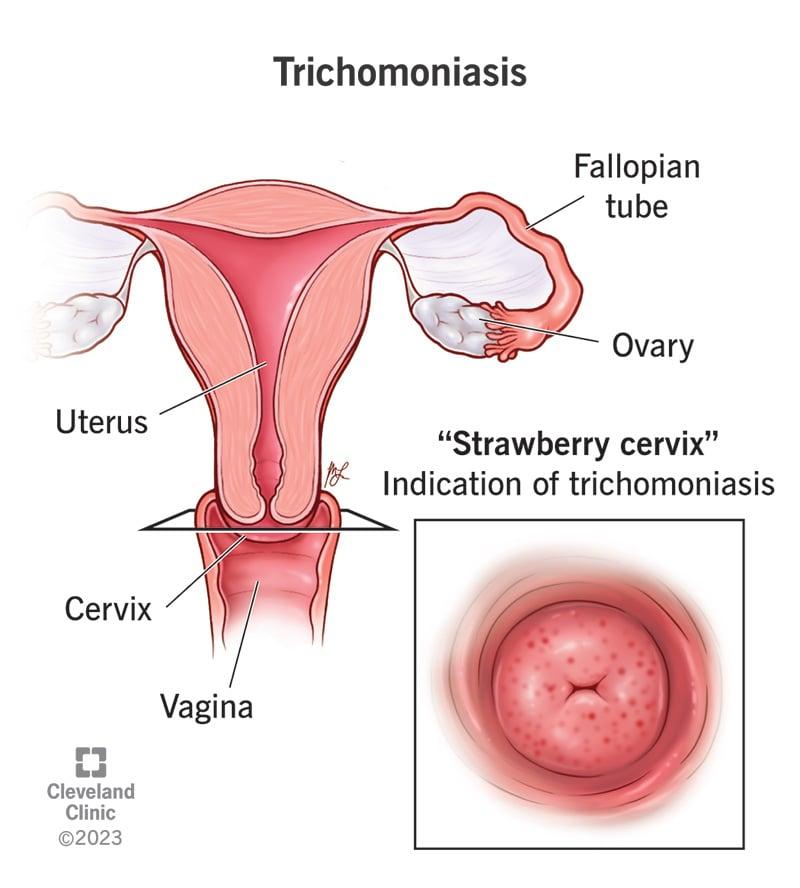 Trichomoniasis
Fallopian
tube
Ovary
Uterus
“Strawberry cervix”
Indication of trichomoniasis
Cervix
Vagina
Cleveland
Clinic
©2023